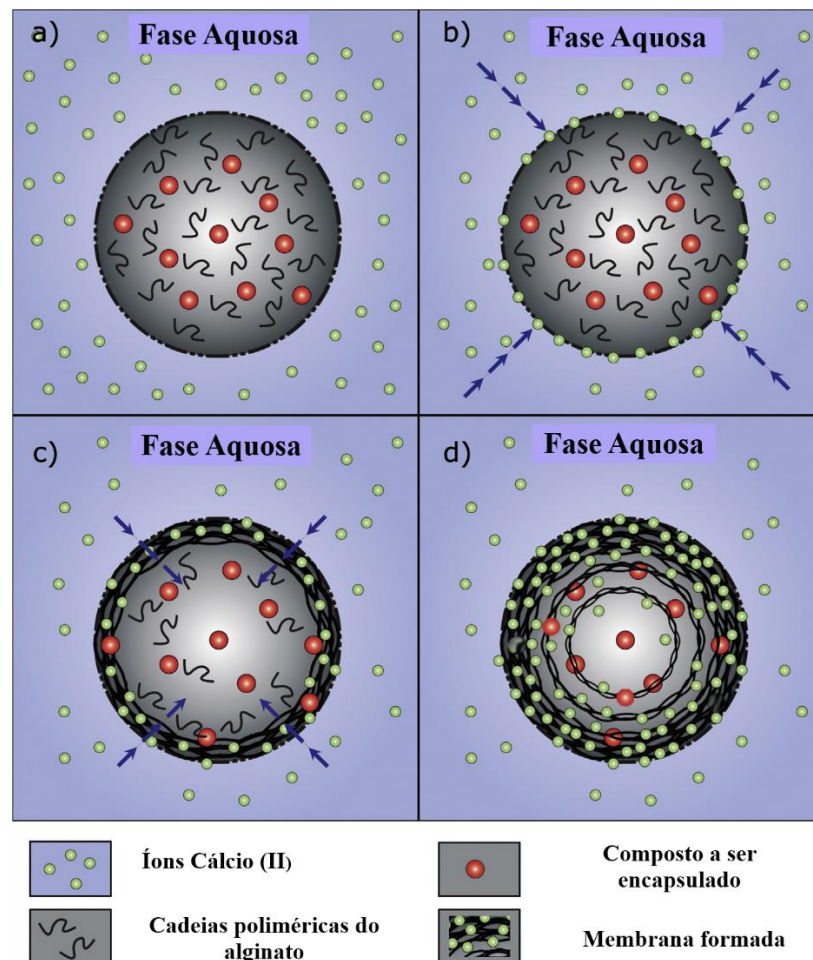 a)
Fase Aquosa
b)
Fase Aquosa
c)
Fase Aquosa
d)
Fase Aquosa
Íons Cálcio (II)
Composto a ser
encapsulado
Cadeias poliméricas do
alginato
Membrana formada